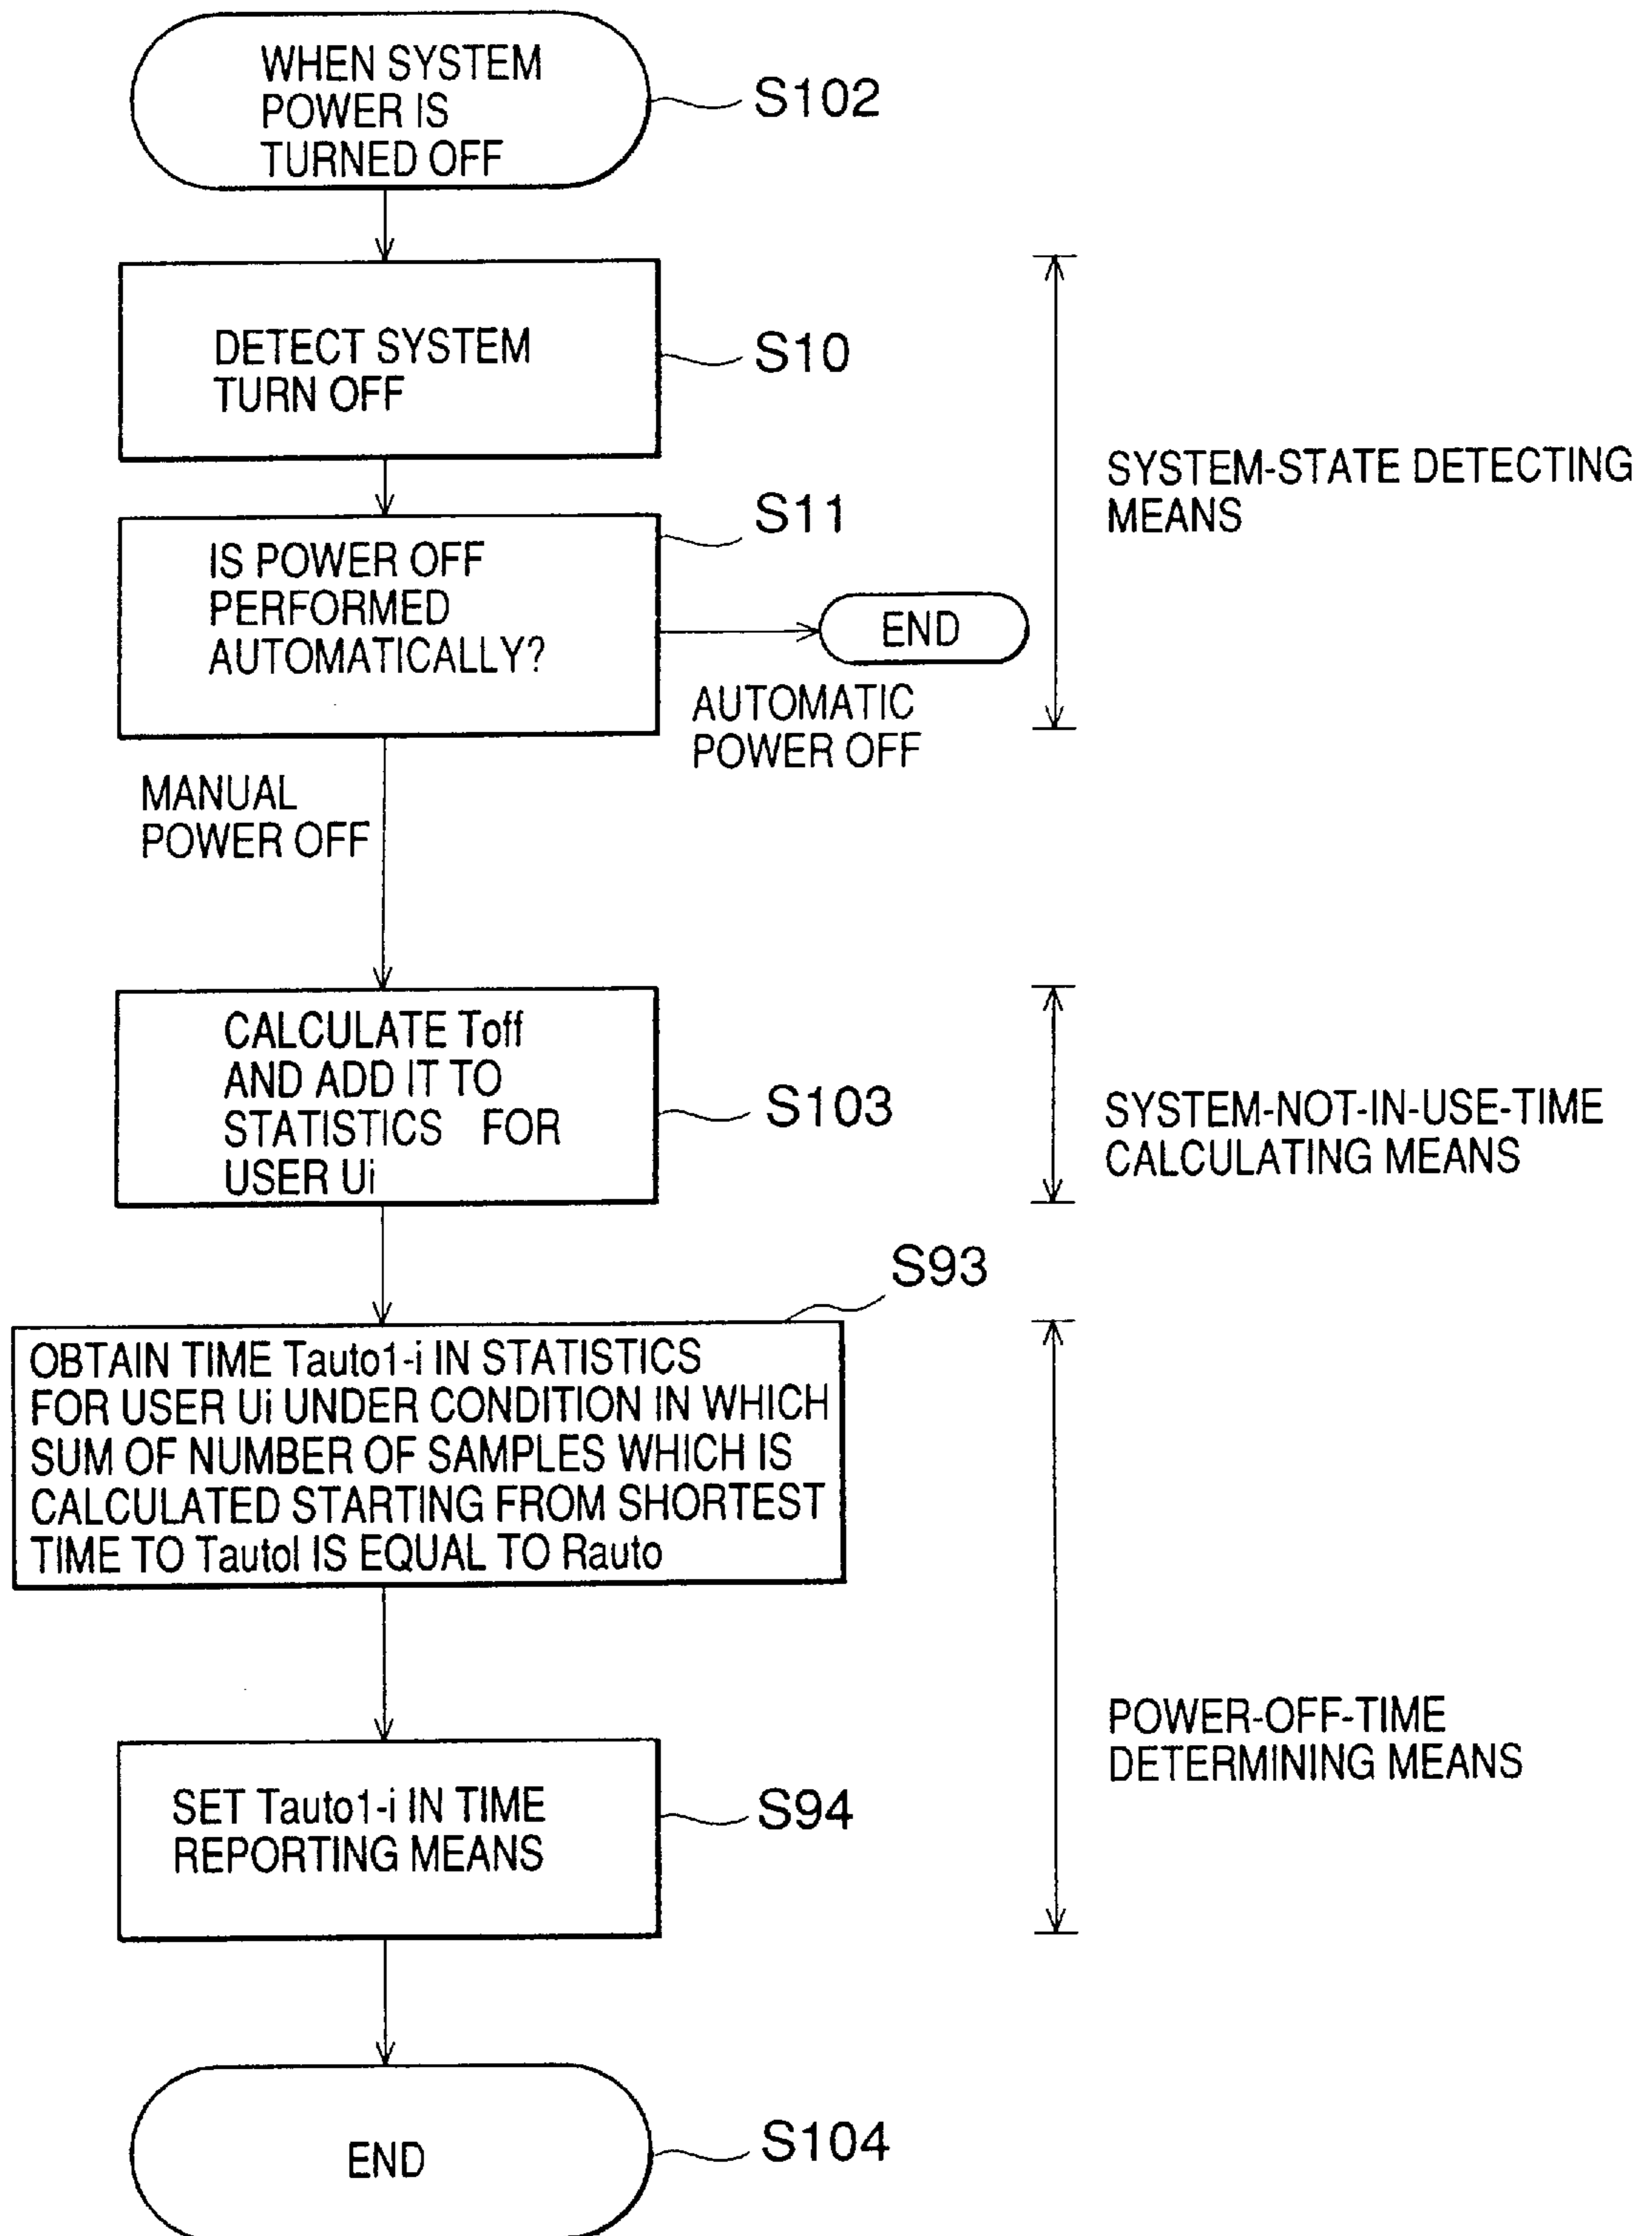 WHEN SYSTEM
POWER IS
TURNED OFF
S102
DETECT SYSTEM
TURN OFF
S10
SYSTEM-STATE DETECTING
MEANS
S11
IS POWER OFF
PERFORMED
AUTOMATICALLY?
END
AUTOMATIC
POWER OFF
MANUAL
POWER OFF
CALCULATE Toff
AND ADD IT TO
STATISTICS FOR
USER Ui
S103
SYSTEM-NOT-IN-USE-TIME
CALCULATING MEANS
S93
OBTAIN TIME Tauto1-i IN STATISTICS
FOR USER Ui UNDER CONDITION IN WHICH
SUM OF NUMBER OF SAMPLES WHICH IS
CALCULATED STARTING FROM SHORTEST
TIME TO Tautol IS EQUAL TO Rauto
POWER-OFF-TIME
DETERMINING MEANS
SET Tauto1-i IN TIME
REPORTING MEANS
S94
END
S104